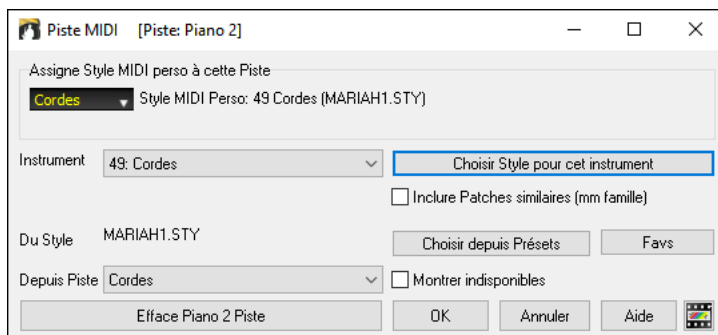 Piste MIDI [Piste: Piano 2]
Assigne Style MIDI perso à cette Piste
Cordes Style MIDI Perso: 49 Cordes (MARIAH1.STY)
Instrument 49: Cordes Choisir Style pour cet instrument
Inclure Patches similaires (mm famille)
Du Style MARIAH1.STY Choisir depuis Présets Favs
Depuis Piste Cordes Montrer indisponibles
Efface Piano 2 Piste OK Annuler Aide